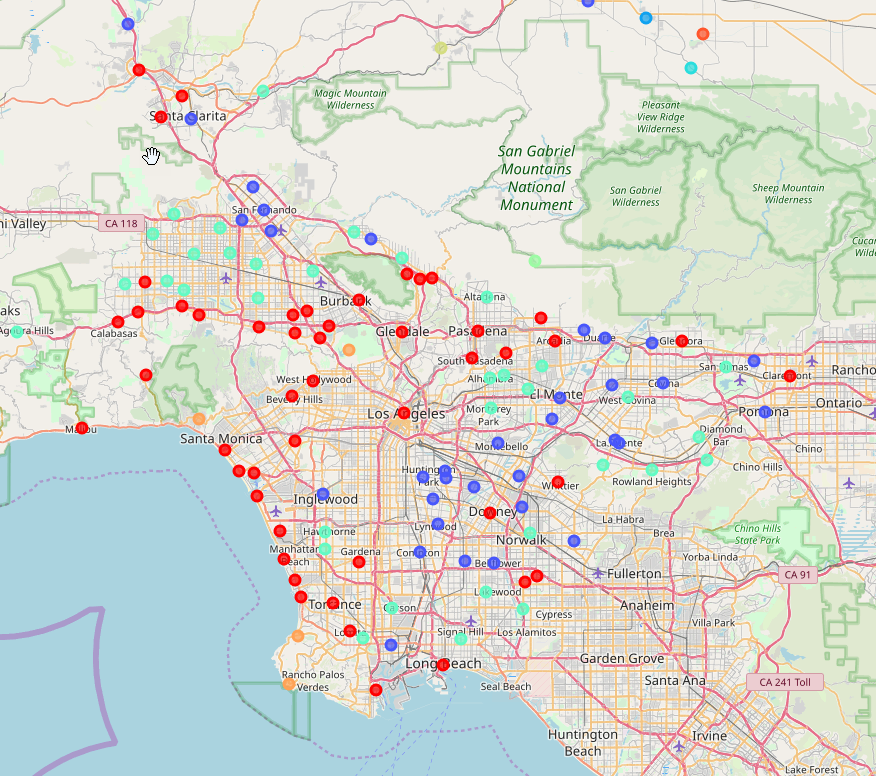 Magic Mountain
Wilderness
Pleasant
View Ridge
Wilderness
Santa Clarita
San Gabriel
Mountains
National
Monument
San Gabriel
Wilderness
Sheep Mountain
Wilderness
San Fernando
CA 118
ni Valley
Cucan
Wilder
Burbank
Altadena
aks
Agoura Hills
Calabasas
Glendale
Pasadena
Arcadia
Duarte
Glendora
South Pasadena
San Dimas
Claremont
Rancho
West Hollywood
Alhambra
Beverly Hills
El Monte
West Covina
Covina
Ontario
Los Angeles
Monterey
Park
Pomona
Malibu
Santa Monica
Montebello
La Puente
Diamond
Bar
Chino
Chino Hills
Huntington
Park
Whittier
Rowland Heights
Inglewood
Downey
La Habra
Lynwood
Hawthorne
Norwalk
Brea
Chino Hills
State Park
Manhattan
Beach
Gardena
Compton
Bellflower
Yorba Linda
Fullerton
CA 91
Lakewood
Torrance
Carson
Cypress
Anaheim
Lomita
Signal Hill
Los Alamitos
Villa Park
Long Beach
Garden Grove
Rancho Palos
Verdes
Seal Beach
Santa Ana
CA 241 Toll
Huntington
Beach
Irvine
Lake Forest